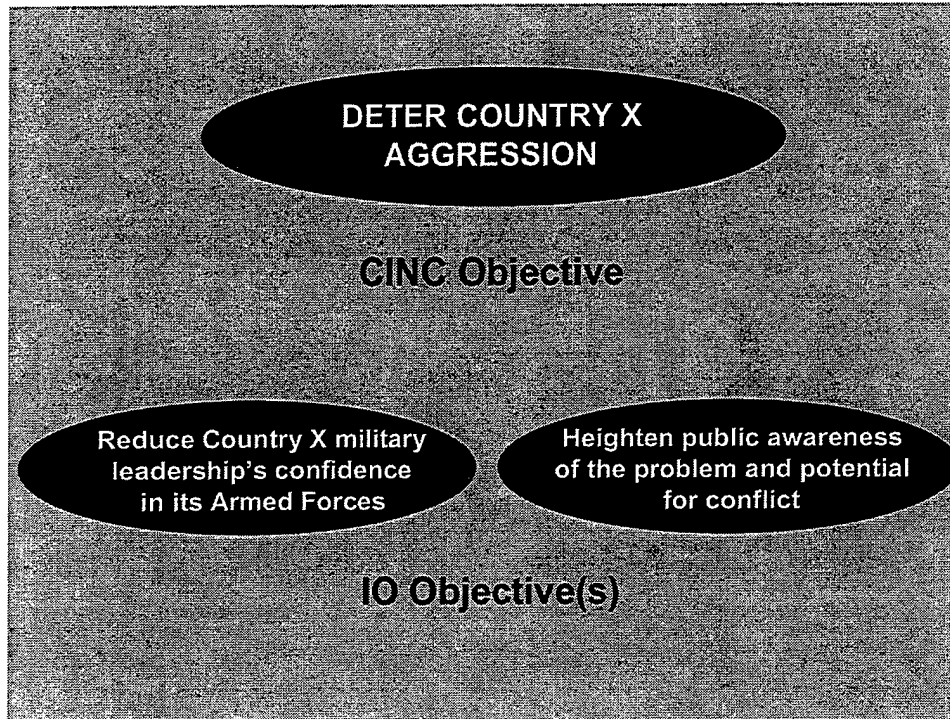 DETER COUNTRY X
AGGRESSION
CINC Objective
Reduce Country X military
leadership's confidence
in its Armed Forces
Heighten public awareness
of the problem and potential
for conflict
IO Objective(s)